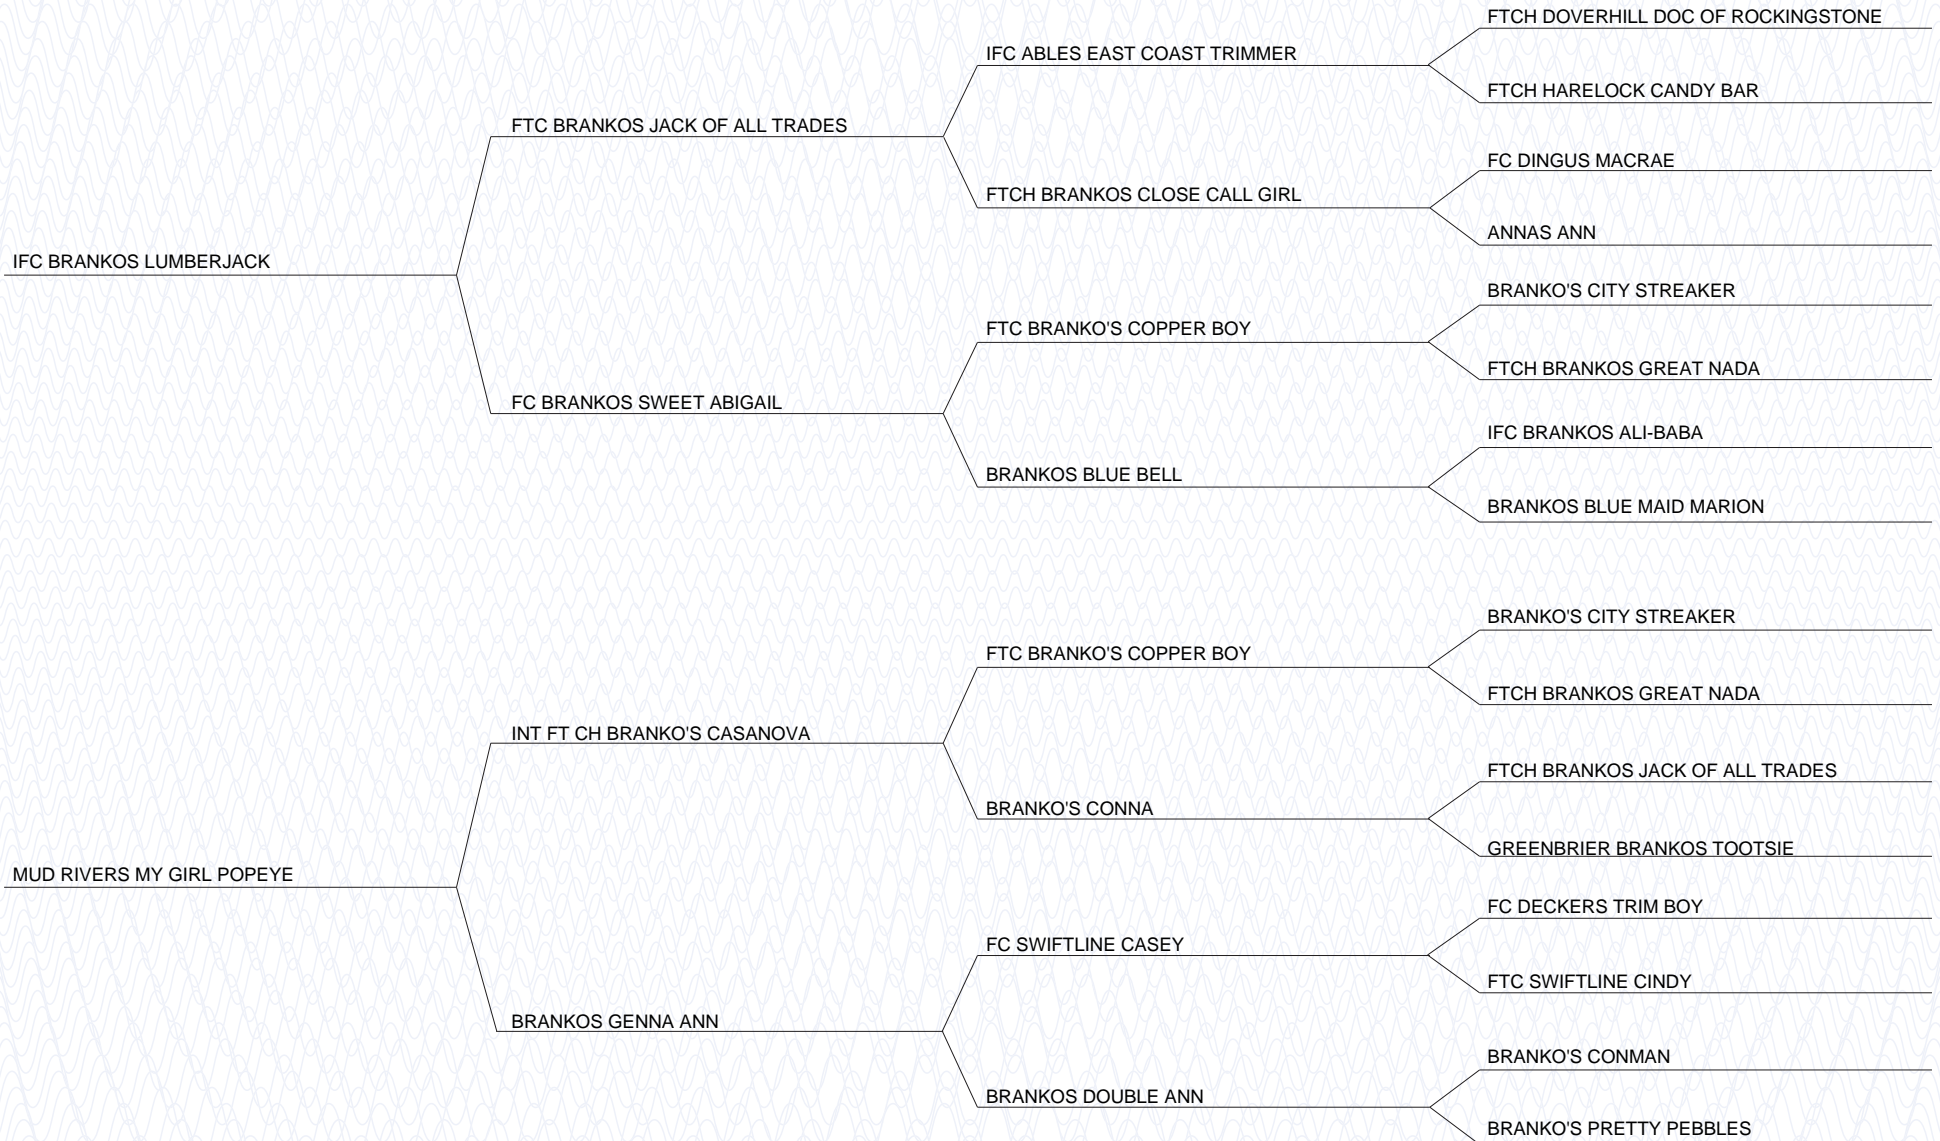 FTCH DOVERHILL DOC OF ROCKINGSTONE
IFC ABLES EAST COAST TRIMMER
FTCH HARELOCK CANDY BAR
FTC BRANKOS JACK OF ALL TRADES
FC DINGUS MACRAE
FTCH BRANKOS CLOSE CALL GIRL
ANNAS ANN
IFC BRANKOS LUMBERJACK
BRANKO'S CITY STREAKER
FTC BRANKO'S COPPER BOY
FTCH BRANKOS GREAT NADA
FC BRANKOS SWEET ABIGAIL
IFC BRANKOS ALI-BABA
BRANKOS BLUE BELL
BRANKOS BLUE MAID MARION
BRANKO'S CITY STREAKER
FTC BRANKO'S COPPER BOY
FTCH BRANKOS GREAT NADA
INT FT CH BRANKO'S CASANOVA
FTCH BRANKOS JACK OF ALL TRADES
BRANKO'S CONNA
GREENBRIER BRANKOS TOOTSIE
MUD RIVERS MY GIRL POPEYE
FC DECKERS TRIM BOY
FC SWIFTLINE CASEY
FTC SWIFTLINE CINDY
BRANKOS GENNA ANN
BRANKO'S CONMAN
BRANKOS DOUBLE ANN
BRANKO'S PRETTY PEBBLES